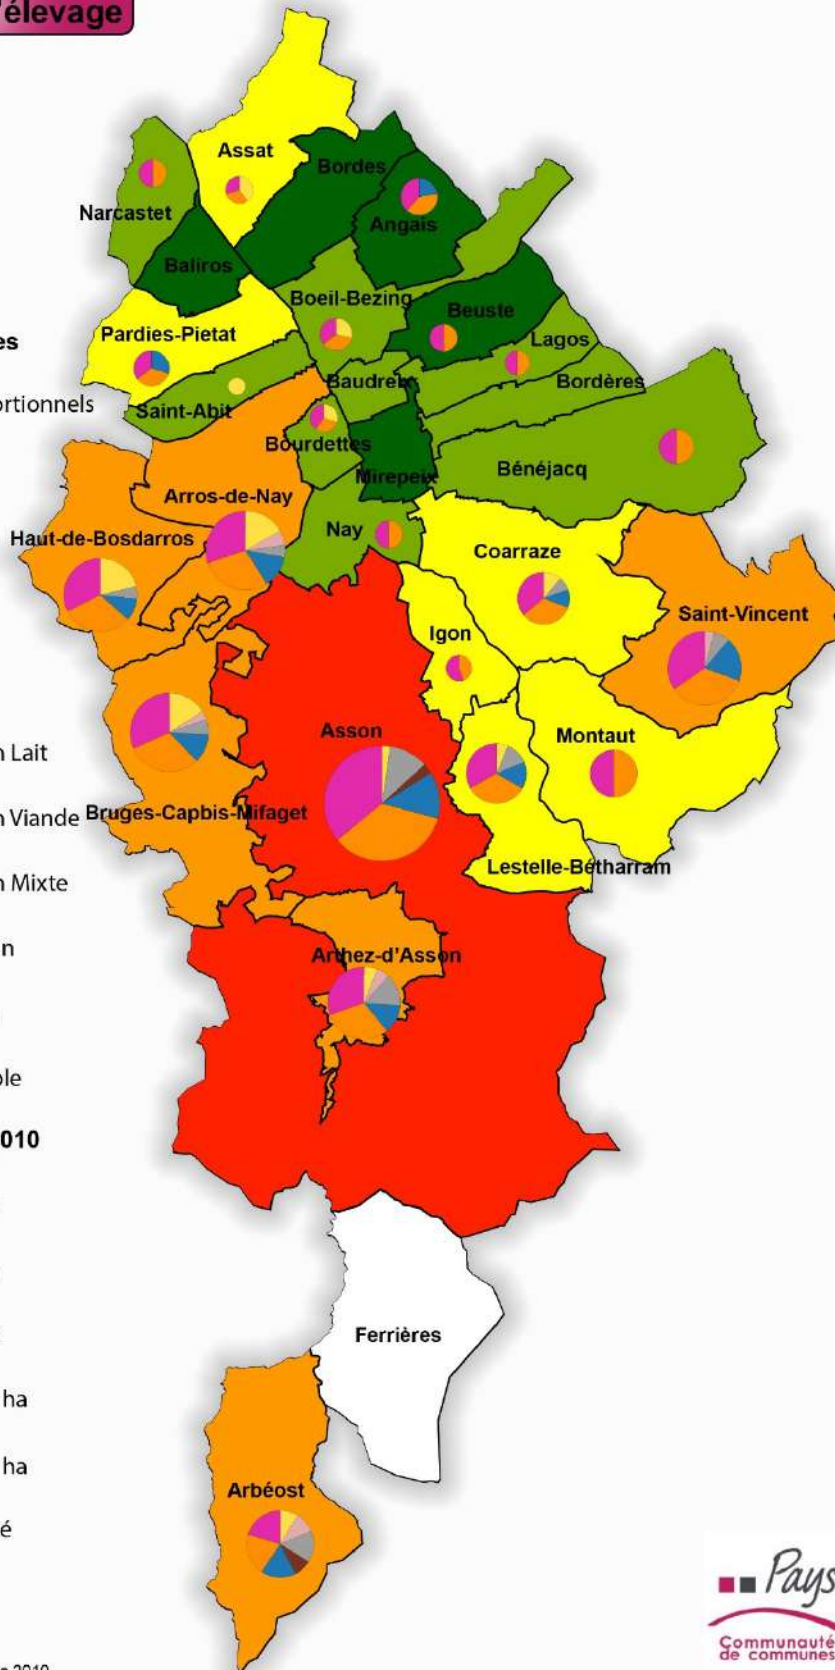 'élevage
Assat
Bordes
Narcastet
Angais
Baliros
Boeil-Bezing
Beuste
Pardies-Pietat
Lagos
es
Baudreix
Bordères
ortionnels
Saint-Abit
Bourdettes
Bénéjacq
Mirepeix
Arros-de-Nay
Nay
Haut-de-Bosdarros
Coarraze
Saint-Vincent
Igon
Asson
Montaut
n Lait
Bruges-Capbis-Mifaget
n Viande
Lestelle-Bétharram
n Mixte
n
Arthez-d'Asson
ble
010
Ferrières
ha
ha
Arbéost
é
Pays
Communauté
de communes